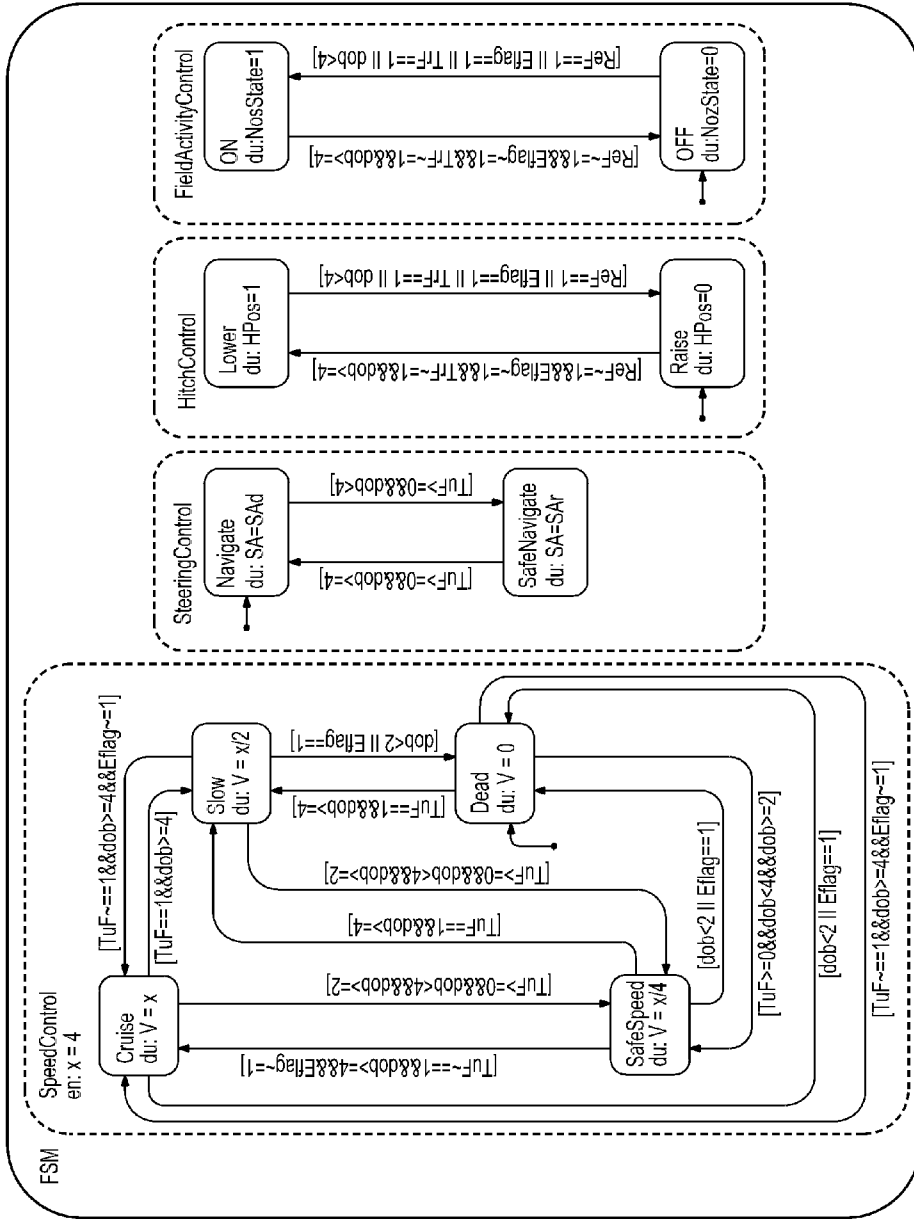 FSM
SpeedControl
en: x = 4
Cruise
du: V = x
[TuF~==1&&dob>=4&&Eflag~=1]
[TuF==1&&dob>=4]
Slow
du: V = x/2
[TuF~==1&&dob>=4&&Eflag~=1]
[TuF>=0&&dob<4&&dob>=2]
[TuF==1&&dob>=4]
[TuF>=0&&dob<4&&dob>=2]
[TuF==1&&dob>=4]
[dob<2 || Eflag==1]
SafeSpeed
du: V = x/4
Dead
du: V = 0
[dob<2 || Eflag==1]
[TuF>=0&&dob<4&&dob>=2]
[dob<2 || Eflag==1]
[TuF~==1&&dob>=4&&Eflag~=1]
SteeringControl
Navigate
du: SA=SAd
[TuF>=0&&dob>=4]
[TuF>=0&&dob<4]
SafeNavigate
du: SA=SAr
HitchControl
Lower
du: HPos=1
[ReF=~1&&Eflag~=1&&TrF~=1&&dob>=4]
[ReF==1 || Eflag==1 || TrF==1 || dob<4]
Raise
du: HPos=0
FieldActivityControl
ON
du:NosState=1
[ReF=~1&&Eflag~=1&&TrF~=1&&dob>=4]
[ReF==1 || Eflag==1 || TrF==1 || dob<4]
OFF
du:NozState=0